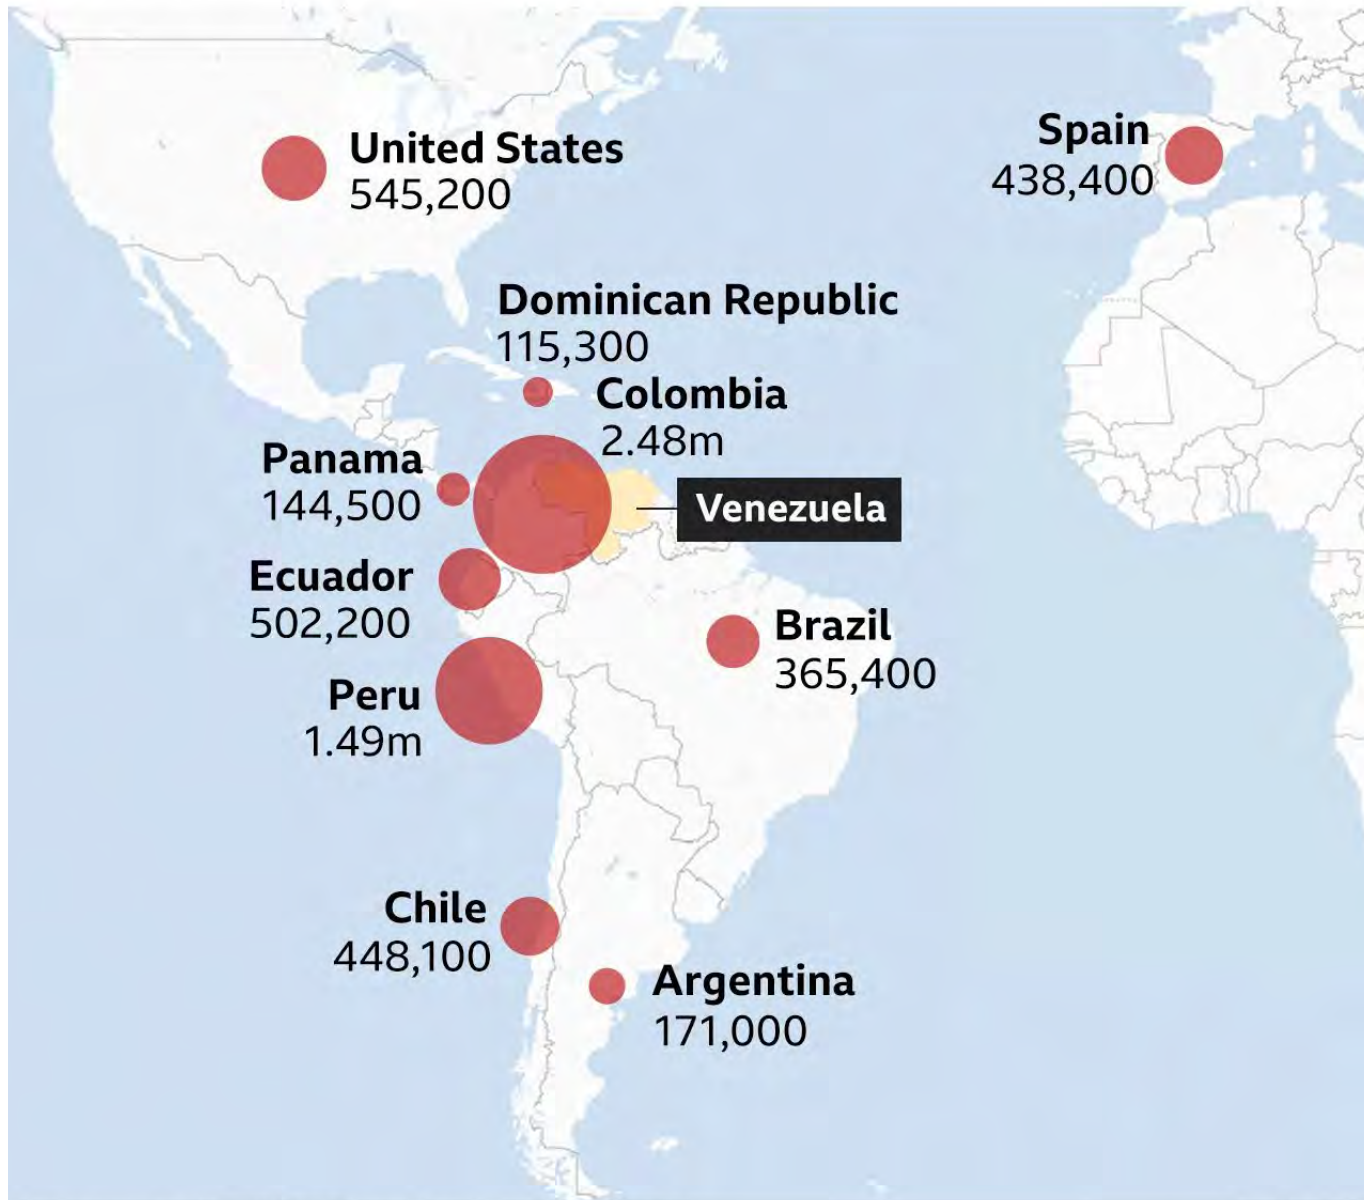 United States
545,200
Spain
438,400
Dominican Republic
115,300
Colombia
2.48m
Panama
144,500
Venezuela
Ecuador
502,200
Brazil
365,400
Peru
1.49m
Chile
448,100
Argentina
171,000